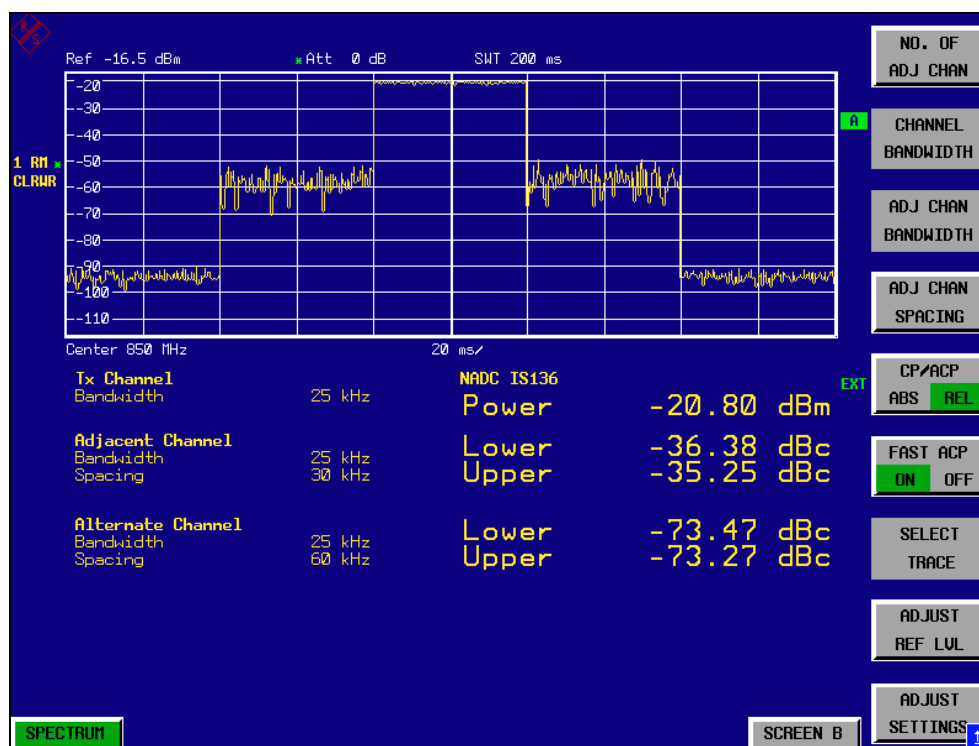 R
S
Ref -16.5 dBm *Att 0 dB SWT 200 ms
-20
-30
-40
-50
-60
-70
-80
-90
-100
-110
1 RM *
CLRWR
A
Center 850 MHz 20 ms/
Tx Channel
Bandwidth 25 kHz
NADC IS136
Power -20.80 dBm
EXT
Adjacent Channel
Bandwidth 25 kHz
Spacing 30 kHz
Lower -36.38 dBc
Upper -35.25 dBc
Alternate Channel
Bandwidth 25 kHz
Spacing 60 kHz
Lower -73.47 dBc
Upper -73.27 dBc
NO. OF
ADJ CHAN
CHANNEL
BANDWIDTH
ADJ CHAN
BANDWIDTH
ADJ CHAN
SPACING
CP/ACP
ABS REL
FAST ACP
ON OFF
SELECT
TRACE
ADJUST
REF LVL
ADJUST
SETTINGS
SPECTRUM
SCREEN B